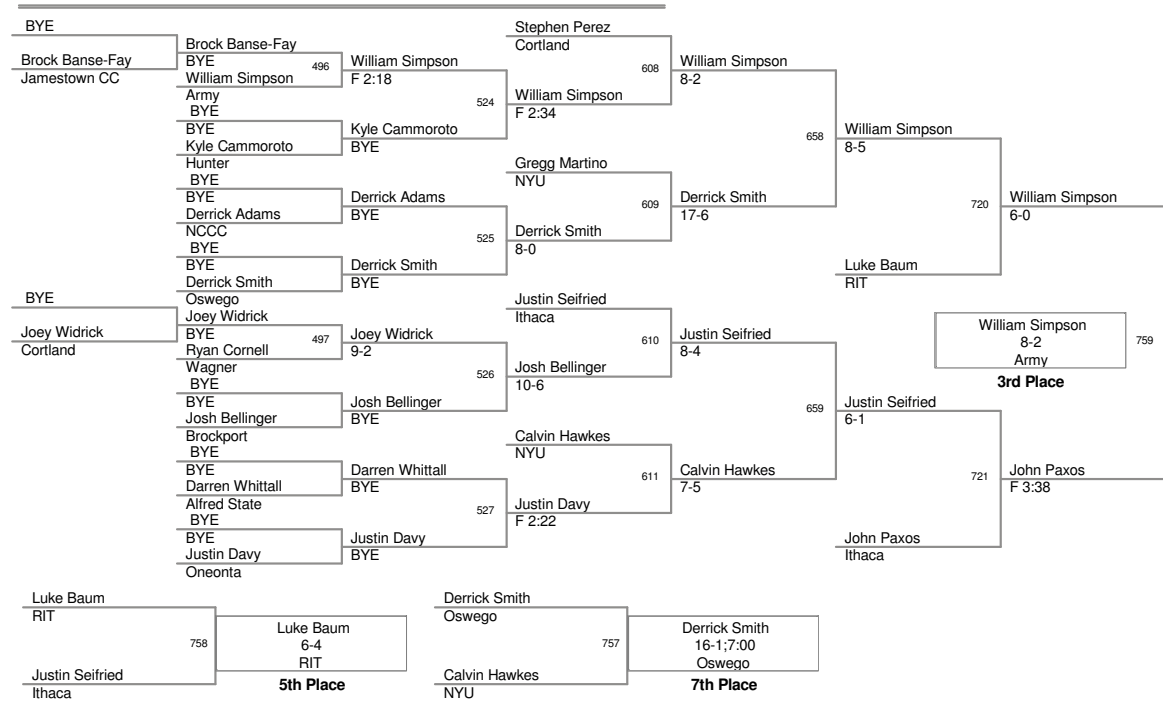 BYE
Brock Banse-Fay
Jamestown CC
BYE
Joey Widrick
Cortland
Brock Banse-Fay
BYE
496
William Simpson
Army
BYE
BYE
Kyle Cammoroto
Hunter
BYE
BYE
Derrick Adams
NCCC
BYE
BYE
Derrick Smith
Oswego
Joey Widrick
BYE
497
Ryan Cornell
Wagner
BYE
BYE
Josh Bellinger
Brockport
BYE
BYE
Darren Whittall
Alfred State
BYE
BYE
Justin Davy
Oneonta
William Simpson
F 2:18
524
Kyle Cammoroto
BYE
Derrick Adams
BYE
525
Derrick Smith
BYE
Joey Widrick
9-2
526
Josh Bellinger
BYE
Darren Whittall
BYE
527
Justin Davy
BYE
Stephen Perez
Cortland
608
William Simpson
F 2:34
Gregg Martino
NYU
609
Derrick Smith
8-0
Justin Seifried
Ithaca
610
Josh Bellinger
10-6
Calvin Hawkes
NYU
611
Justin Davy
F 2:22
William Simpson
8-2
658
Derrick Smith
17-6
Justin Seifried
8-4
659
Calvin Hawkes
7-5
William Simpson
8-5
720
Luke Baum
RIT
Justin Seifried
6-1
721
John Paxos
Ithaca
William Simpson
6-0
John Paxos
F 3:38
William Simpson
8-2
Army
759
3rd Place
Luke Baum
RIT
758
Justin Seifried
Ithaca
Luke Baum
6-4
RIT
5th Place
Derrick Smith
Oswego
757
Calvin Hawkes
NYU
Derrick Smith
16-1;7:00
Oswego
7th Place